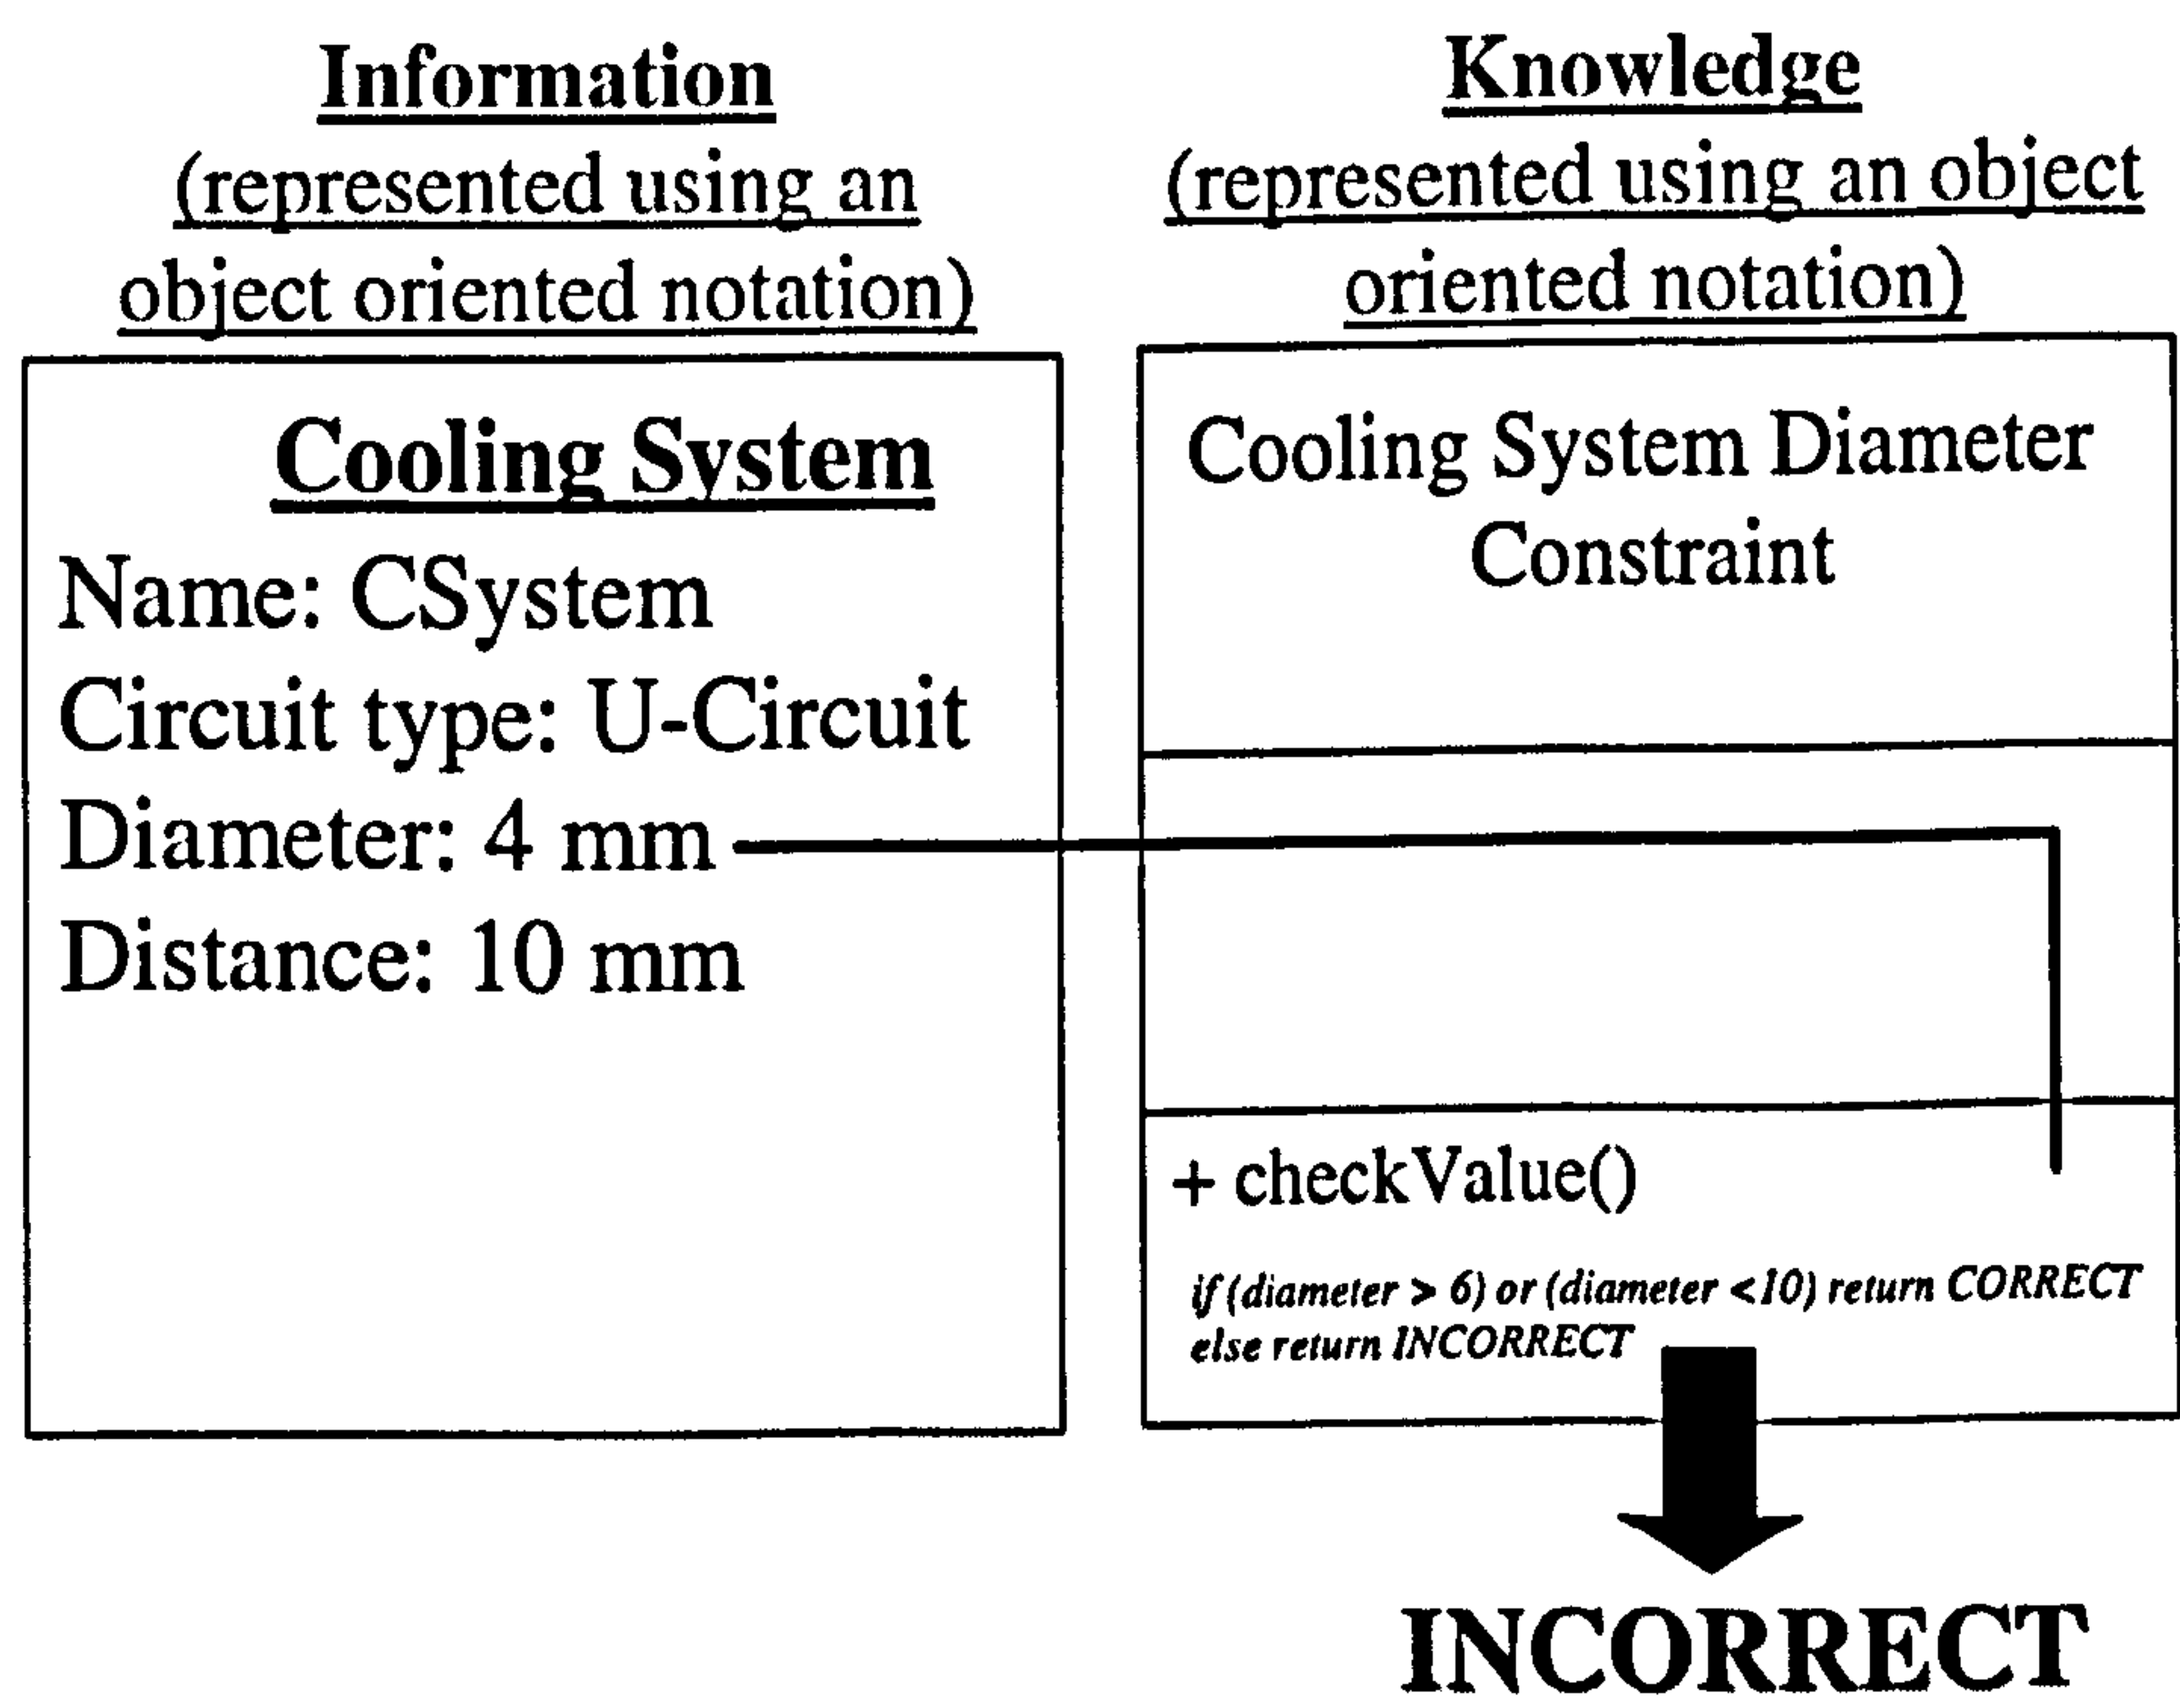 Information
(represented using an
object oriented notation)
Cooling System
Name: CSystem
Circuit type: U-Circuit
Diameter: 4 mm
Distance: 10 mm
Knowledge
(represented using an object
oriented notation)
Cooling System Diameter
Constraint
+ checkValue()
if (diameter > 6) or (diameter <10) return CORRECT
else return INCORRECT
INCORRECT